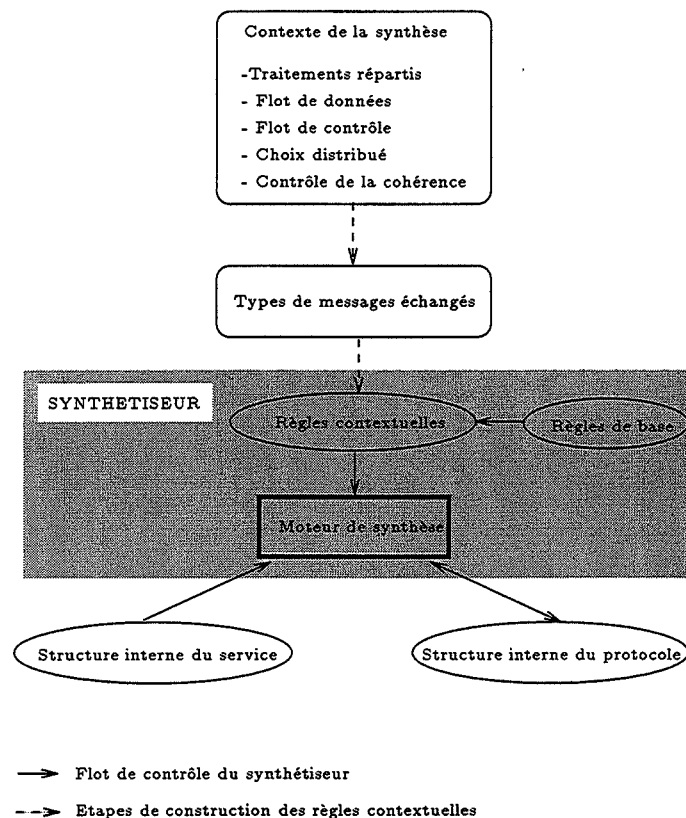 Contexte de la synthèse
-Traitements répartis
- Flot de données
- Flot de contrôle
- Choix distribué
- Contrôle de la cohérence
Types de messages échangés
SYNTHETISEUR
Règles contextuelles
Règles de base
Moteur de synthèse
Structure interne du service
Structure interne du protocole
Flot de contrôle du synthétiseur
Etapes de construction des règles contextuelles